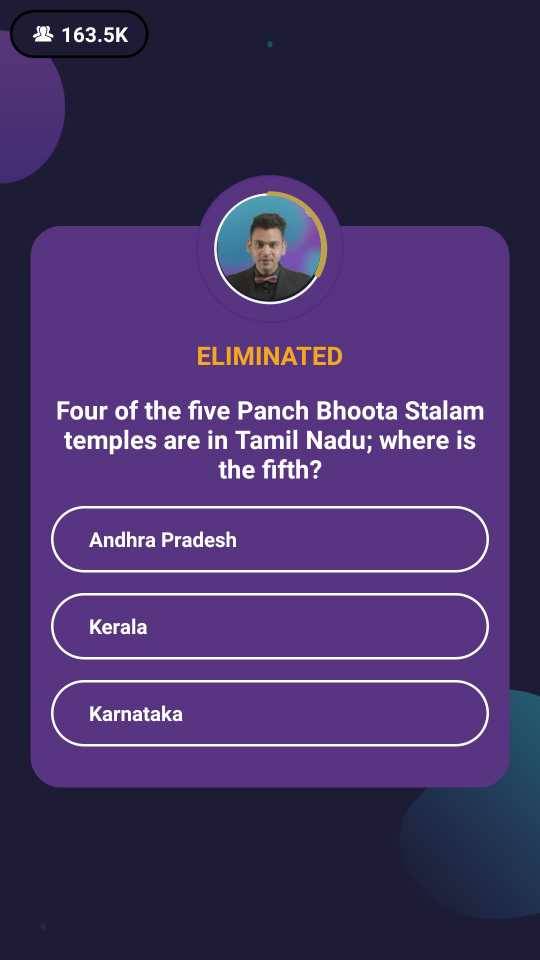 163.5K
ELIMINATED
Four of the five Panch Bhoota Stalam
temples are in Tamil Nadu; where is
the fifth?
Andhra Pradesh
Kerala
Karnataka